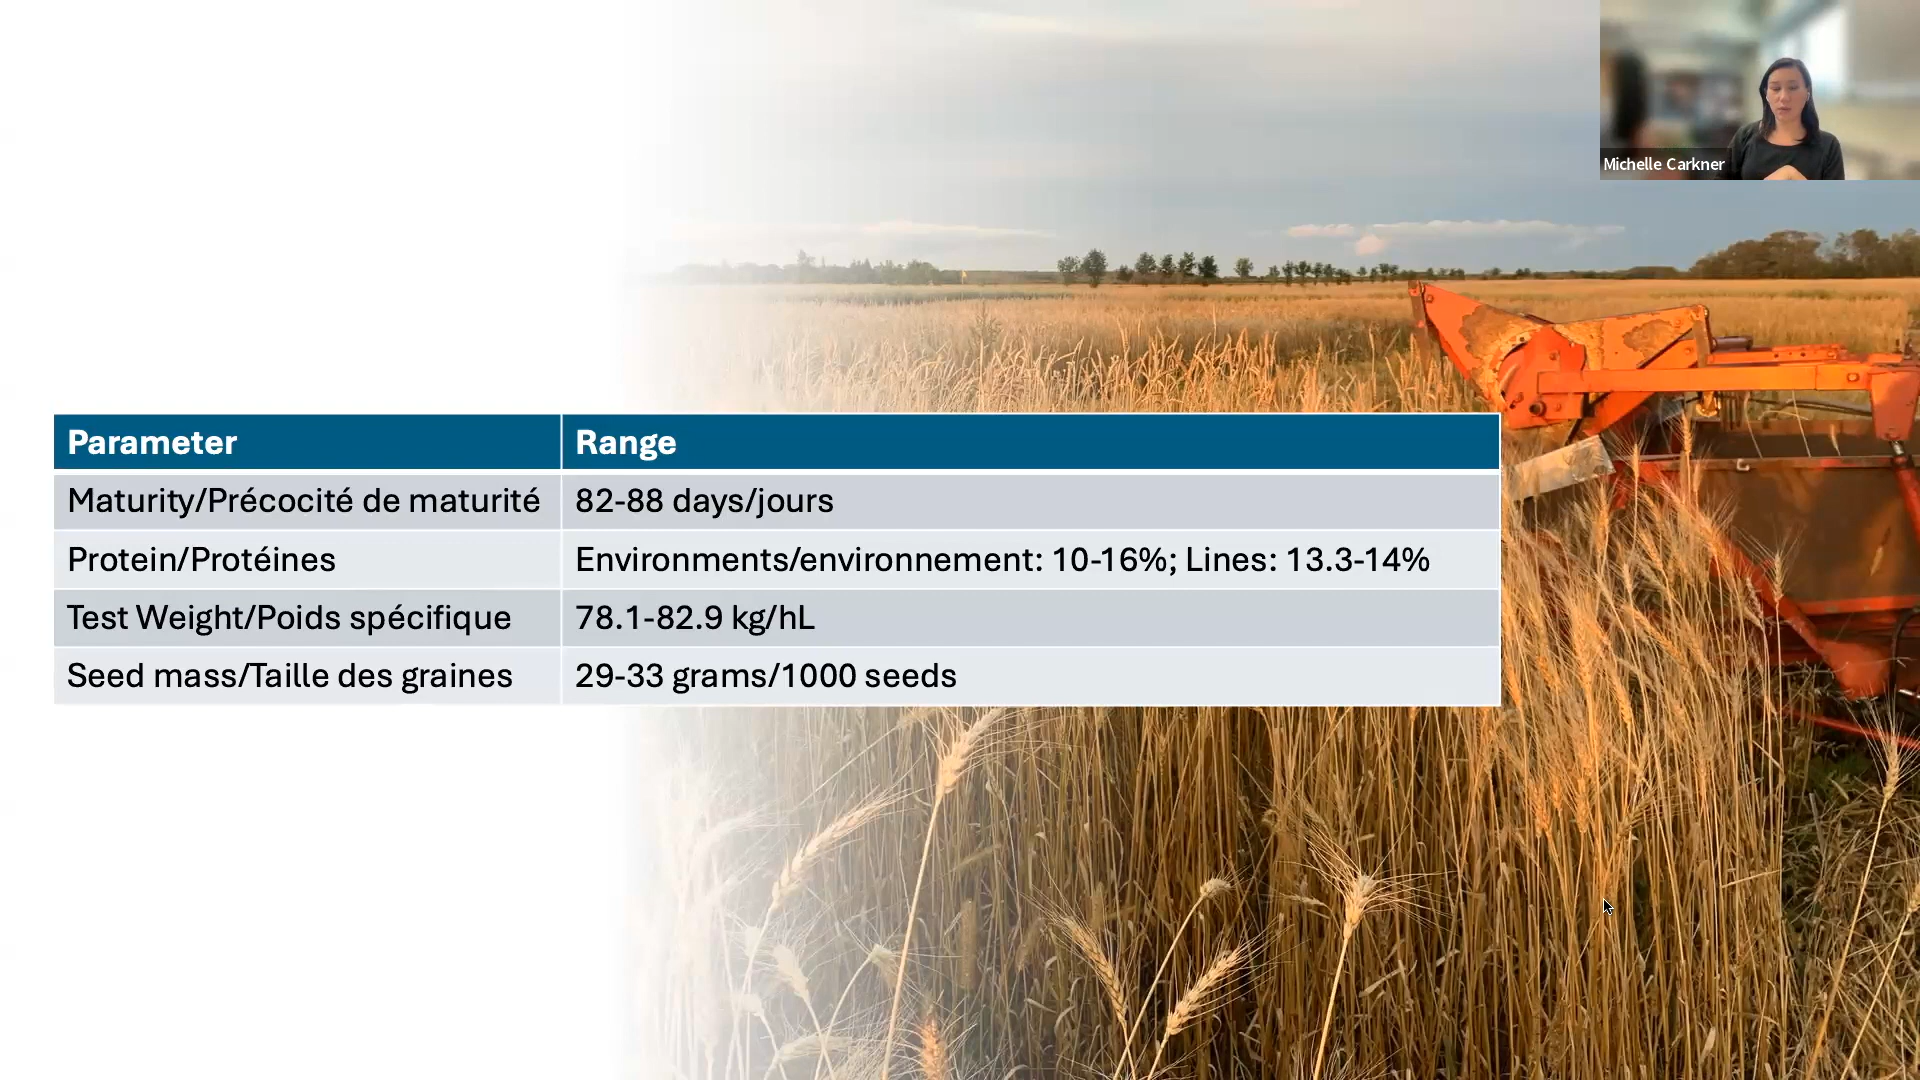 Michelle Carkner
Parameter Range
Maturity/Précocité de maturité 82-88 days/jours
Protein/Protéines Environments/environnement: 10-16%; Lines: 13.3-14%
Test Weight/Poids spécifique 78.1-82.9 kg/hL
Seed mass/Taille des graines 29-33 grams/1000 seeds